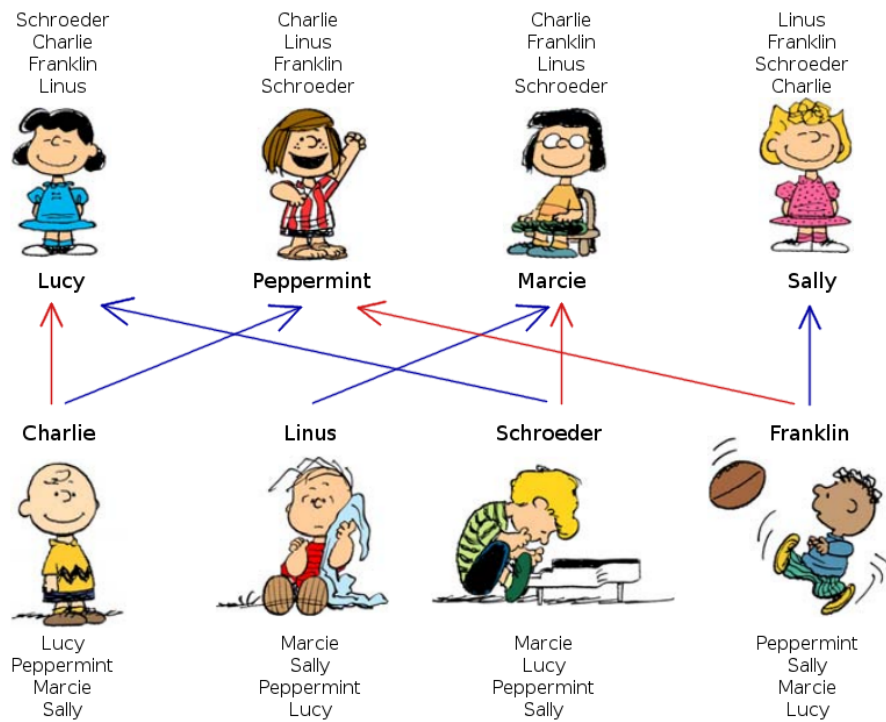 Schroeder
Charlie
Franklin
Linus
Charlie
Linus
Franklin
Schroeder
Charlie
Franklin
Linus
Schroeder
Linus
Franklin
Schroeder
Charlie
Lucy
Peppermint
Marcie
Sally
Charlie
Linus
Schroeder
Franklin
Lucy
Peppermint
Marcie
Sally
Marcie
Sally
Peppermint
Lucy
Marcie
Lucy
Peppermint
Sally
Peppermint
Sally
Marcie
Lucy